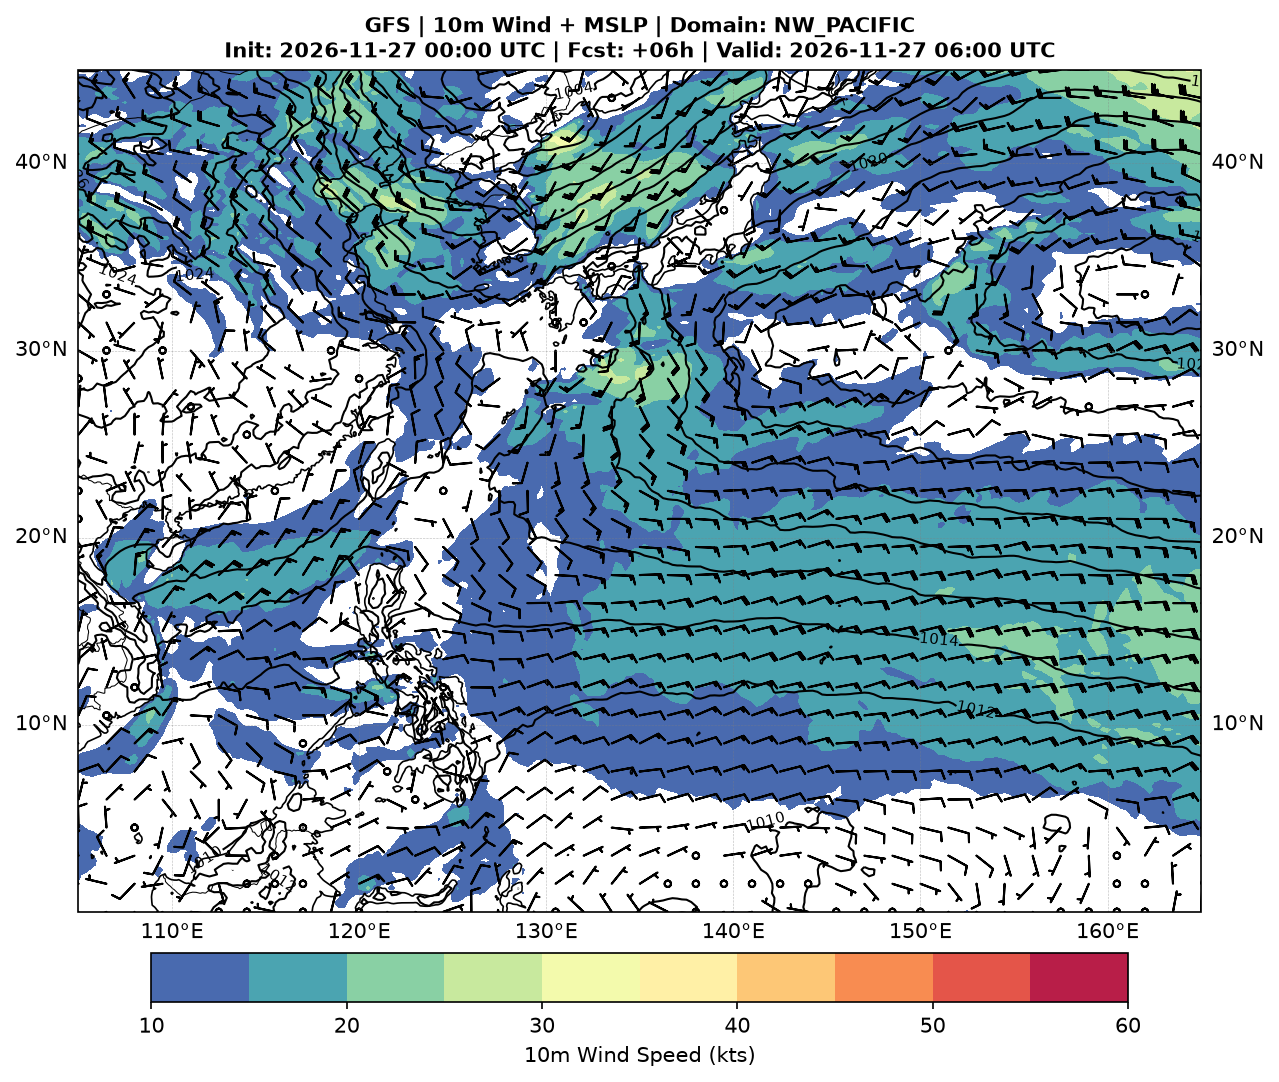 GFS | 10m Wind + MSLP | Domain: NW_PACIFIC
Init: 2026-11-27 00:00 UTC | Fcst: +06h | Valid: 2026-11-27 06:00 UTC
1004
1020
40°N
40°N
1024
1024
30°N
30°N
20°N
20°N
1014
1012
10°N
10°N
1010
1010
1012
110°E
120°E
130°E
140°E
150°E
160°E
10
20
30
40
50
60
10m Wind Speed (kts)